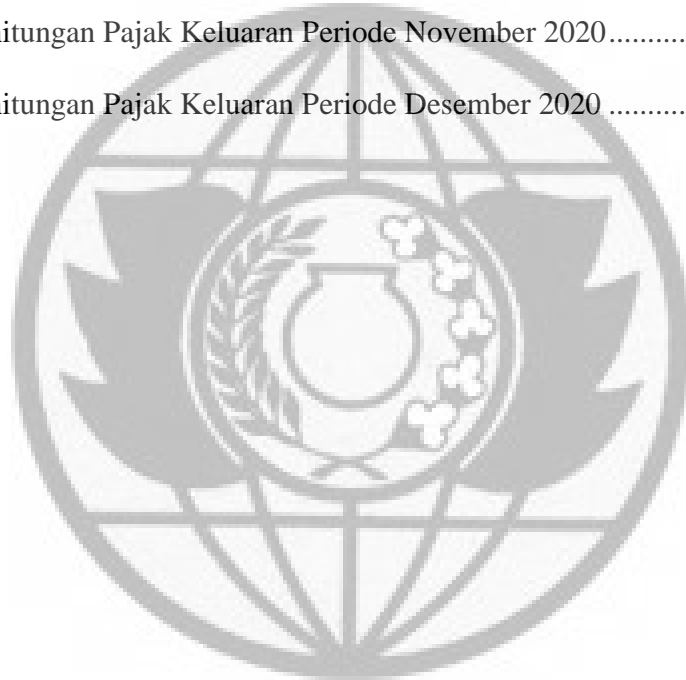 itungan Pajak Keluaran Periode November 2020..........
itungan Pajak Keluaran Periode Desember 2020 ..........